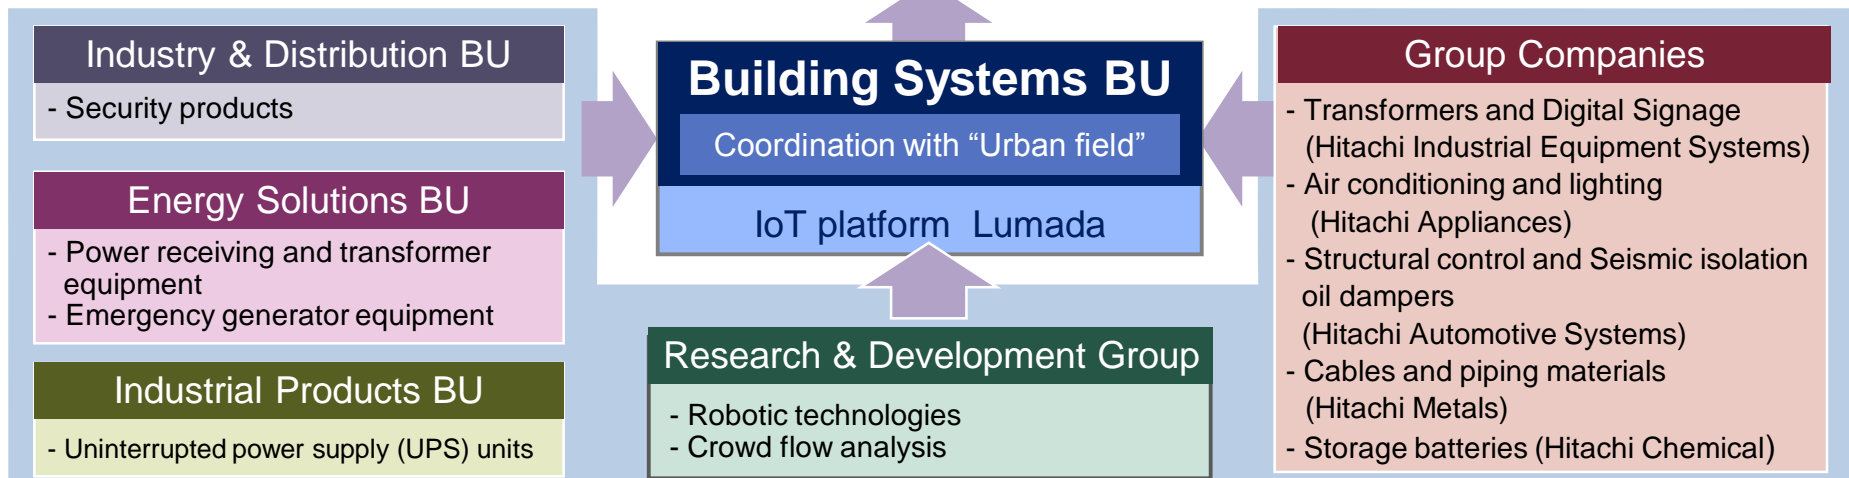 Industry & Distribution BU
- Security products
Energy Solutions BU
- Power receiving and transformer
equipment
- Emergency generator equipment
Industrial Products BU
- Uninterrupted power supply (UPS) units
Building Systems BU
Coordination with “Urban field”
IoT platform Lumada
Research & Development Group
- Robotic technologies
- Crowd flow analysis
Group Companies
- Transformers and Digital Signage
(Hitachi Industrial Equipment Systems)
- Air conditioning and lighting
(Hitachi Appliances)
- Structural control and Seismic isolation
oil dampers
(Hitachi Automotive Systems)
- Cables and piping materials
(Hitachi Metals)
- Storage batteries (Hitachi Chemical)